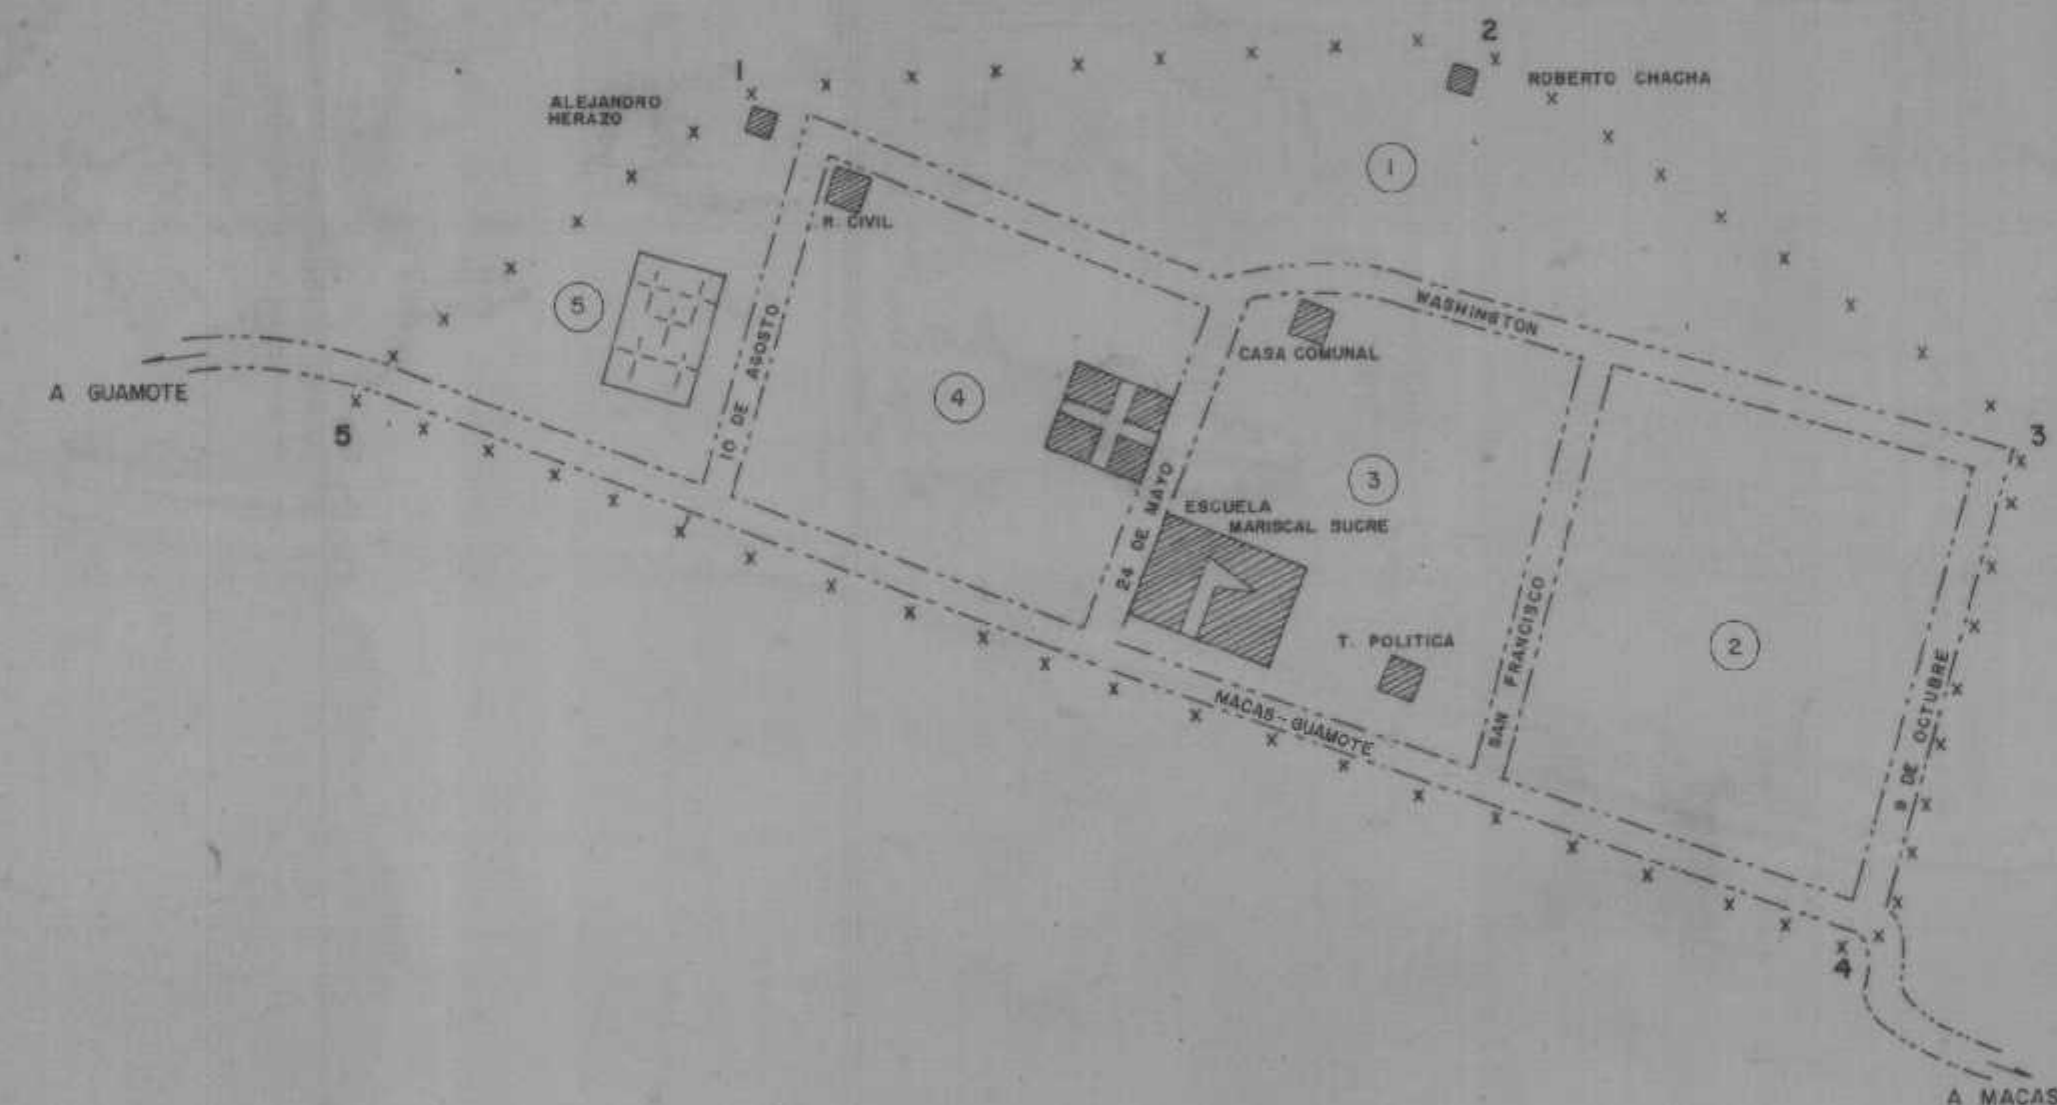 1
2
ALEJANDRO
HERAZO
ROBERTO CHACHA
1
R. CIVIL
5
10 DE AGOSTO
WASHINGTON
CASA COMUNAL
A GUAMOTE
5
4
3
3
24 DE MAYO
ESCUELA
MARISCAL SUCRE
T. POLITICA
SAN FRANCISCO
2
9 DE OCTUBRE
MACAS-GUAMOTE
4
A MACAS